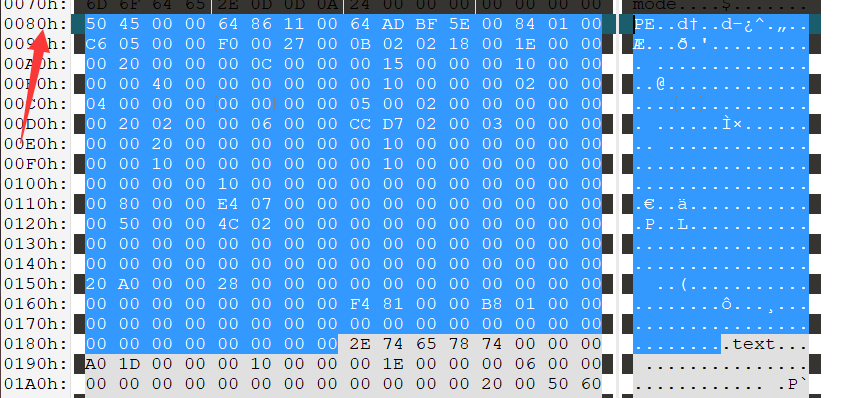 0070h: 6D 6F 64 65 2E 0D 0D 0A 24 00 00 00 00 00 00 00 mode....$.......
0080h: 50 45 00 00 64 86 11 00 64 AD BF 5E 00 84 01 00 PE..d†..d-¿^.„..
0090h: C6 05 00 00 F0 00 27 00 0B 02 02 18 00 1E 00 00 Æ...ð.'.........
00A0h: 00 20 00 00 00 0C 00 00 00 15 00 00 00 10 00 00 . ..............
00B0h: 00 00 40 00 00 00 00 00 00 10 00 00 00 02 00 00 ..@.............
00C0h: 04 00 00 00 00 00 00 00 05 00 02 00 00 00 00 00 ................
00D0h: 00 20 02 00 00 06 00 00 CC D7 02 00 03 00 00 00 . ......Ì×......
00E0h: 00 00 20 00 00 00 00 00 00 10 00 00 00 00 00 00 .. .............
00F0h: 00 00 10 00 00 00 00 00 00 10 00 00 00 00 00 00 ................
0100h: 00 00 00 00 10 00 00 00 00 00 00 00 00 00 00 00 ................
0110h: 00 80 00 00 E4 07 00 00 00 00 00 00 00 00 00 00 .€..ä...........
0120h: 00 50 00 00 4C 02 00 00 00 00 00 00 00 00 00 00 .P..L...........
0130h: 00 00 00 00 00 00 00 00 00 00 00 00 00 00 00 00 ................
0140h: 00 00 00 00 00 00 00 00 00 00 00 00 00 00 00 00 ................
0150h: 20 A0 00 00 28 00 00 00 00 00 00 00 00 00 00 00   ..(...........
0160h: 00 00 00 00 00 00 00 00 F4 81 00 00 B8 01 00 00 ........ô...¸...
0170h: 00 00 00 00 00 00 00 00 00 00 00 00 00 00 00 00 ................
0180h: 00 00 00 00 00 00 00 00 2E 74 65 78 74 00 00 00 .........text...
0190h: A0 1D 00 00 00 10 00 00 00 1E 00 00 00 06 00 00  ...............
01A0h: 00 00 00 00 00 00 00 00 00 00 00 00 20 00 50 60 ............ .P`